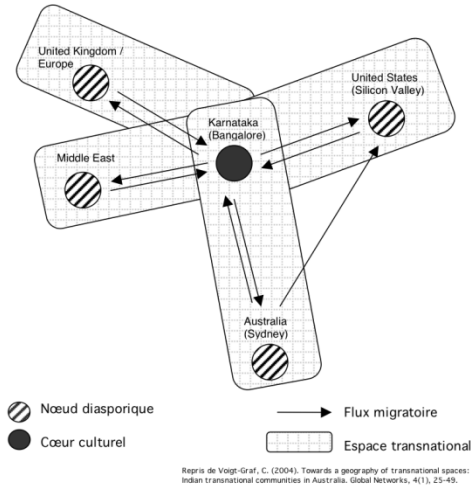 United Kingdom /
Europe
United States
(Silicon Valley)
Karnataka
(Bangalore)
Middle East
Australia
(Sydney)
Nœud diasporique
Flux migratoire
Cœur culturel
Espace transnational
Repris de Voigt-Graf, C. (2004). Towards a geography of transnational spaces:
Indian transnational communities in Australia. Global Networks, 4(1), 25-49.